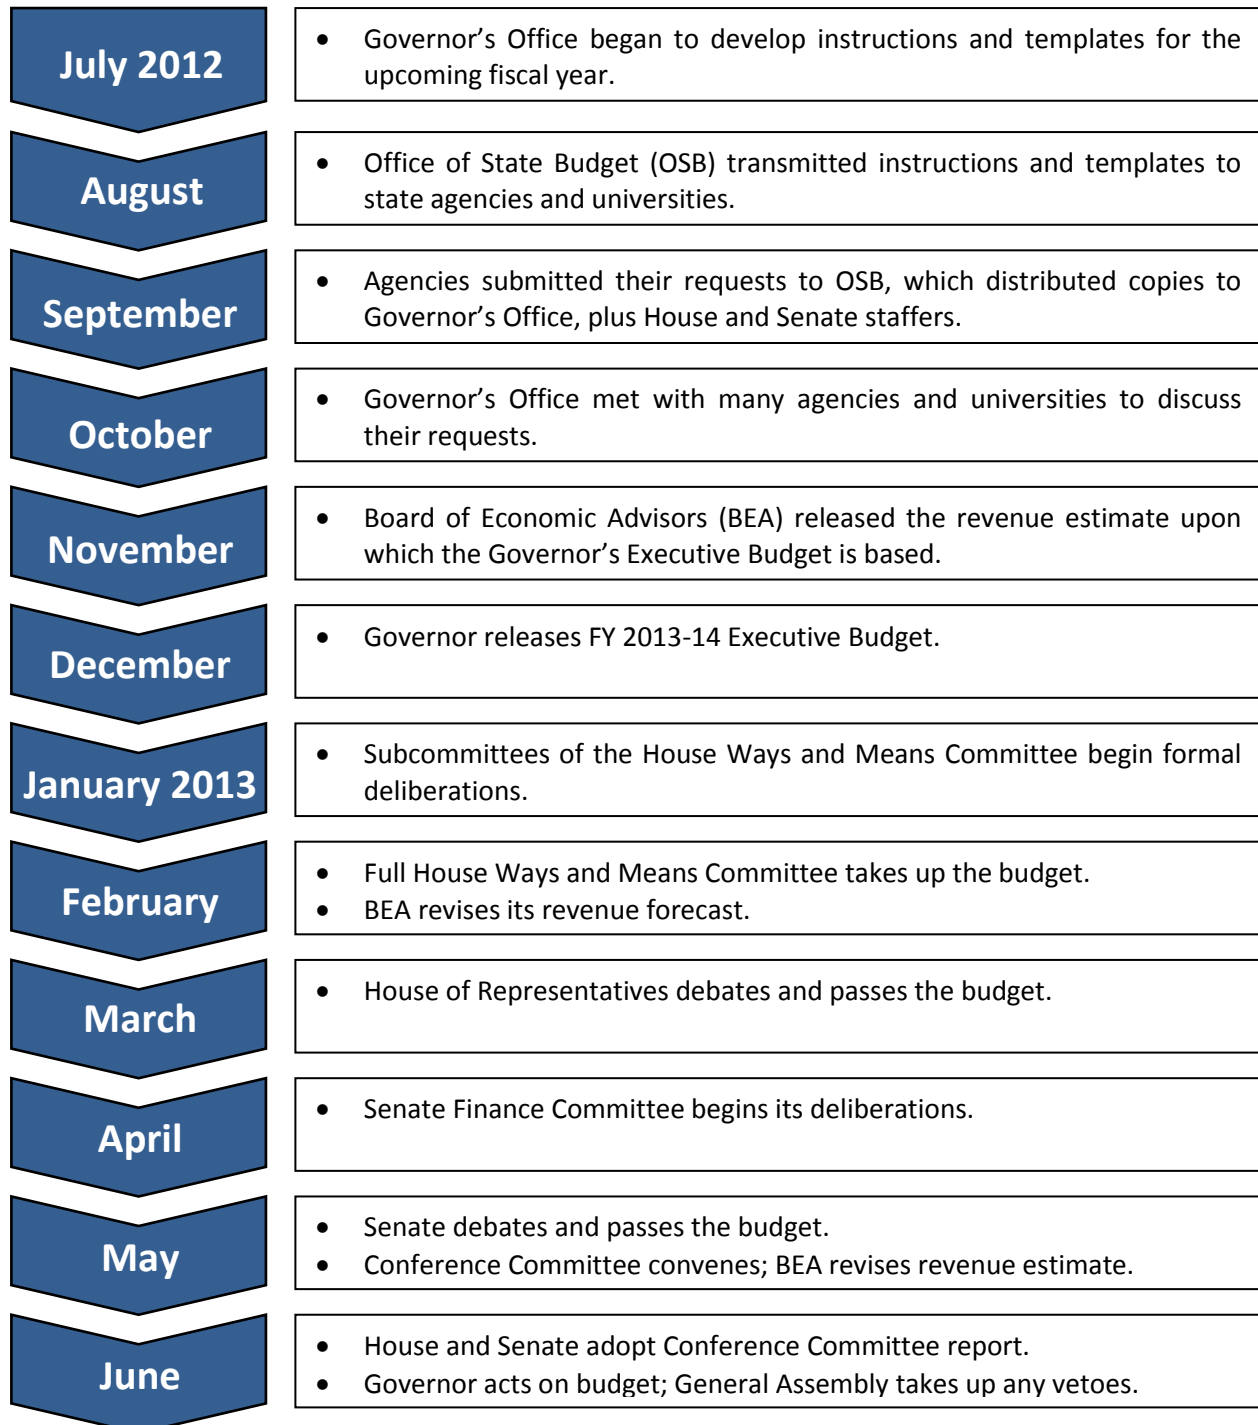 July 2012
• Governor’s Office began to develop instructions and templates for the
upcoming fiscal year.
August
• Office of State Budget (OSB) transmitted instructions and templates to
state agencies and universities.
September
• Agencies submitted their requests to OSB, which distributed copies to
Governor’s Office, plus House and Senate staffers.
October
• Governor’s Office met with many agencies and universities to discuss
their requests.
November
• Board of Economic Advisors (BEA) released the revenue estimate upon
which the Governor’s Executive Budget is based.
December
• Governor releases FY 2013-14 Executive Budget.
January 2013
• Subcommittees of the House Ways and Means Committee begin formal
deliberations.
February
• Full House Ways and Means Committee takes up the budget.
• BEA revises its revenue forecast.
March
• House of Representatives debates and passes the budget.
April
• Senate Finance Committee begins its deliberations.
May
• Senate debates and passes the budget.
• Conference Committee convenes; BEA revises revenue estimate.
June
• House and Senate adopt Conference Committee report.
• Governor acts on budget; General Assembly takes up any vetoes.